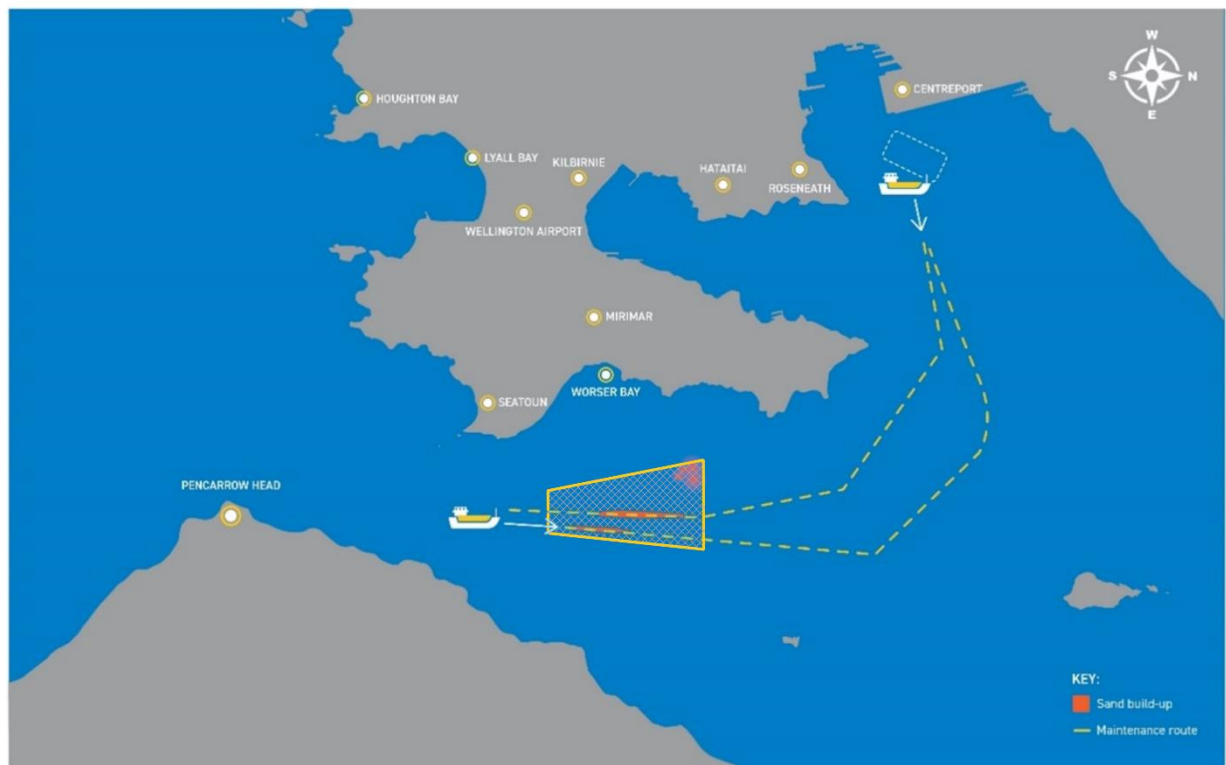 W
S N
E
HOUGHTON BAY
CENTREPORT
LYALL BAY
KILBIRNIE
HATAITAI
ROSENEATH
WELLINGTON AIRPORT
MIRIMAR
WORSER BAY
SEATOUN
PENCARROW HEAD
KEY:
Sand build-up
Maintenance route